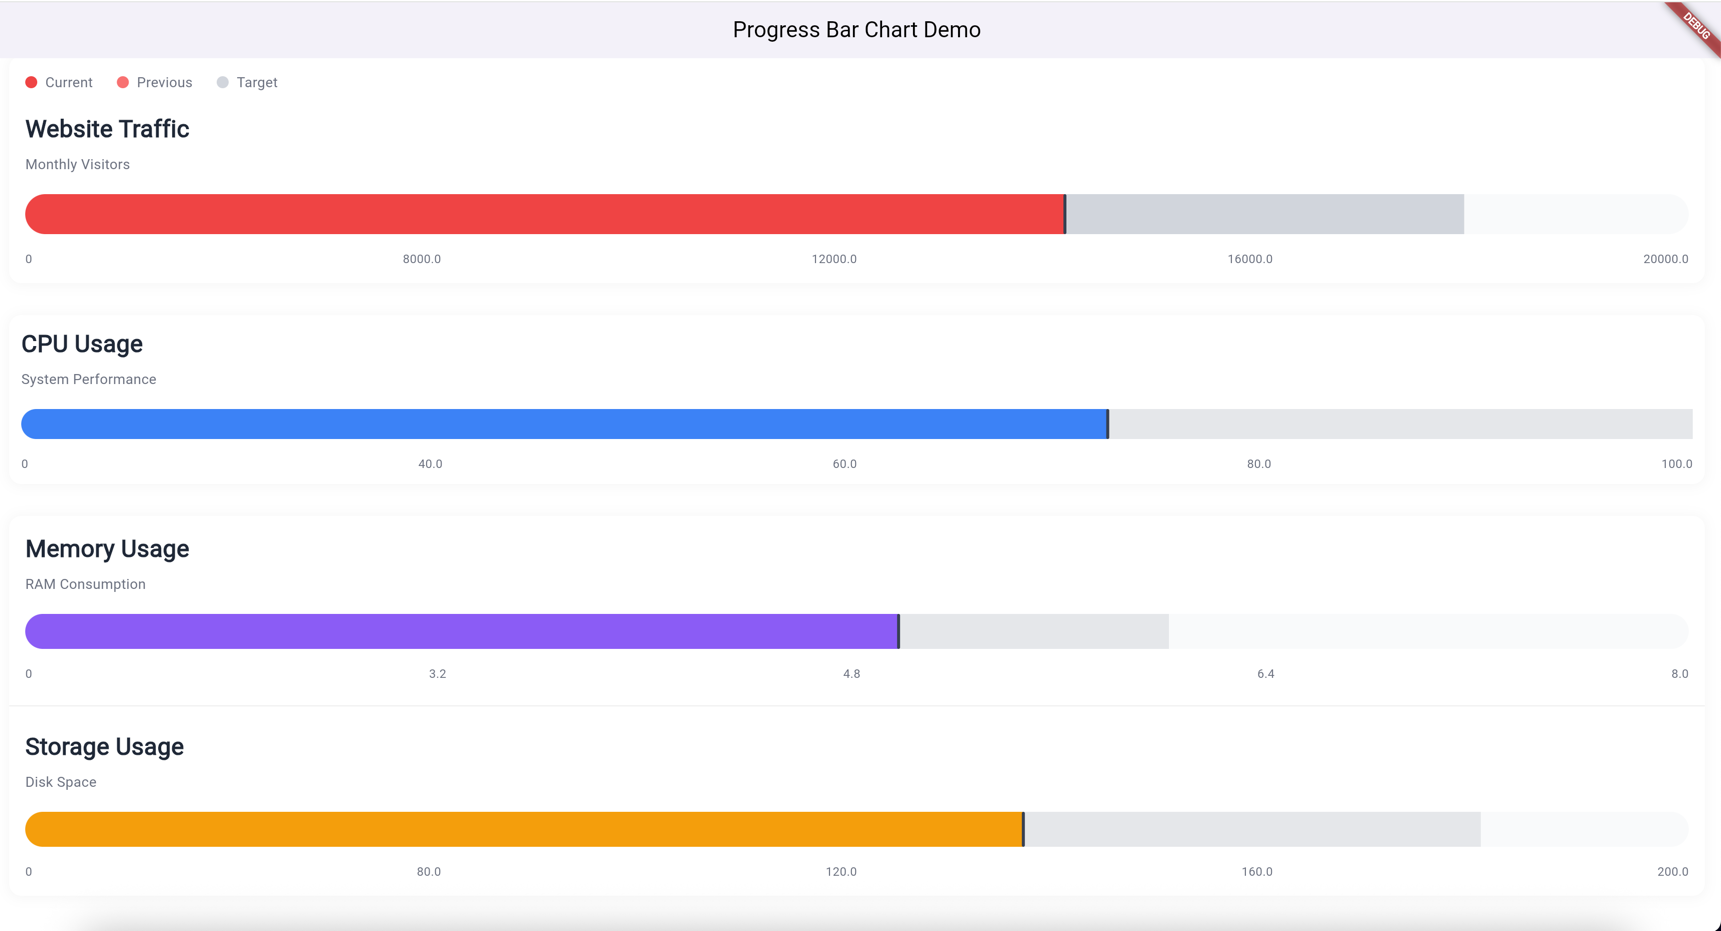 Progress Bar Chart Demo
DEBUG
Current Previous Target
Website Traffic
Monthly Visitors
0 8000.0 12000.0 16000.0 20000.0
CPU Usage
System Performance
0 40.0 60.0 80.0 100.0
Memory Usage
RAM Consumption
0 3.2 4.8 6.4 8.0
Storage Usage
Disk Space
0 80.0 120.0 160.0 200.0